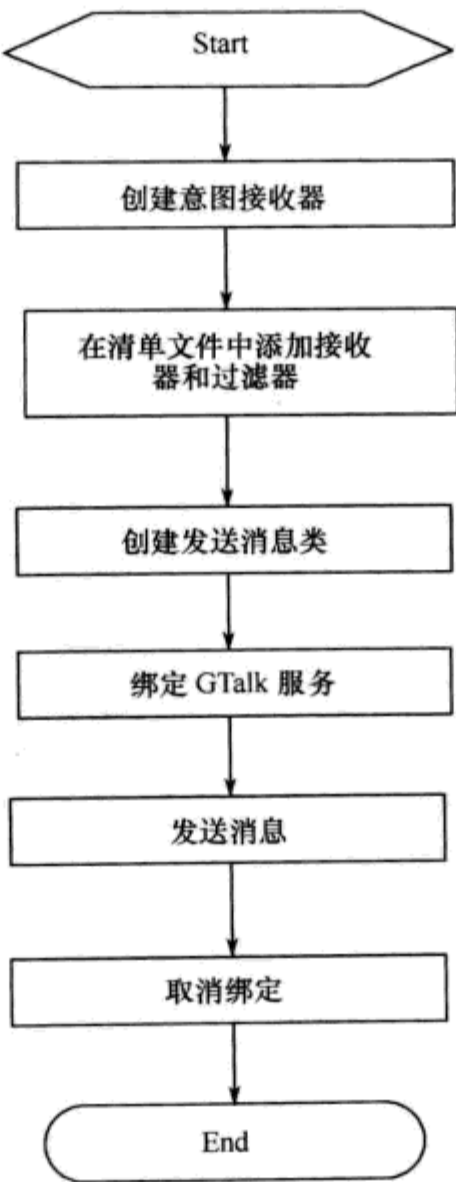 Start
创建意图接收器
在清单文件中添加接收
器和过滤器
创建发送消息类
绑定 GTalk 服务
发送消息
取消绑定
End